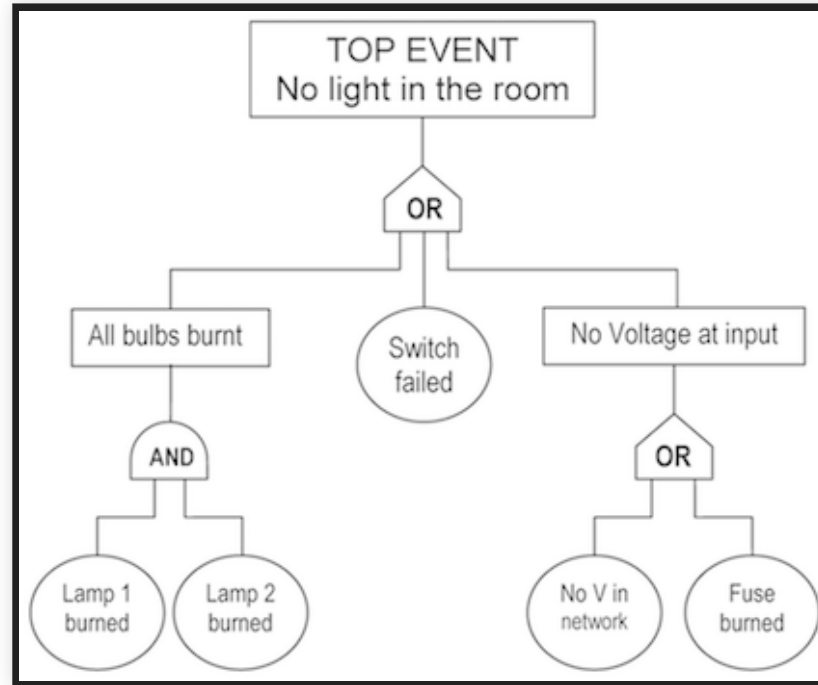 TOP EVENT
No light in the room
OR
All bulbs burnt
Switch
failed
No Voltage at input
AND
OR
Lamp 1
burned
Lamp 2
burned
No V in
network
Fuse
burned